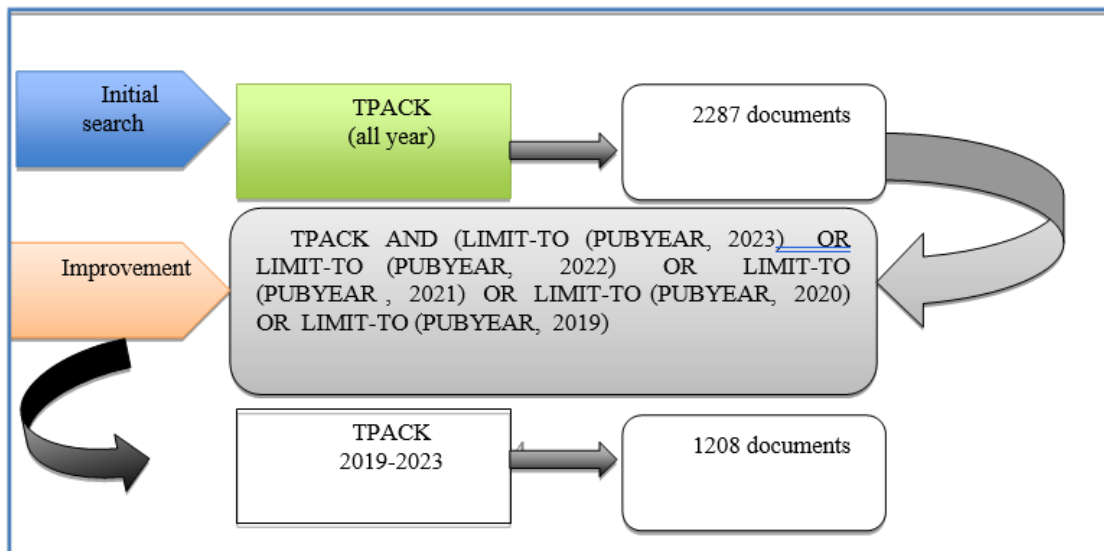 Initial
search
TPACK
(all year)
2287 documents
Improvement
TPACK AND (LIMIT-TO (PUBYEAR, 2023) OR
LIMIT-TO (PUBYEAR, 2022) OR LIMIT-TO
(PUBYEAR , 2021) OR LIMIT-TO (PUBYEAR, 2020)
OR LIMIT-TO (PUBYEAR, 2019)
TPACK
2019-2023
1208 documents